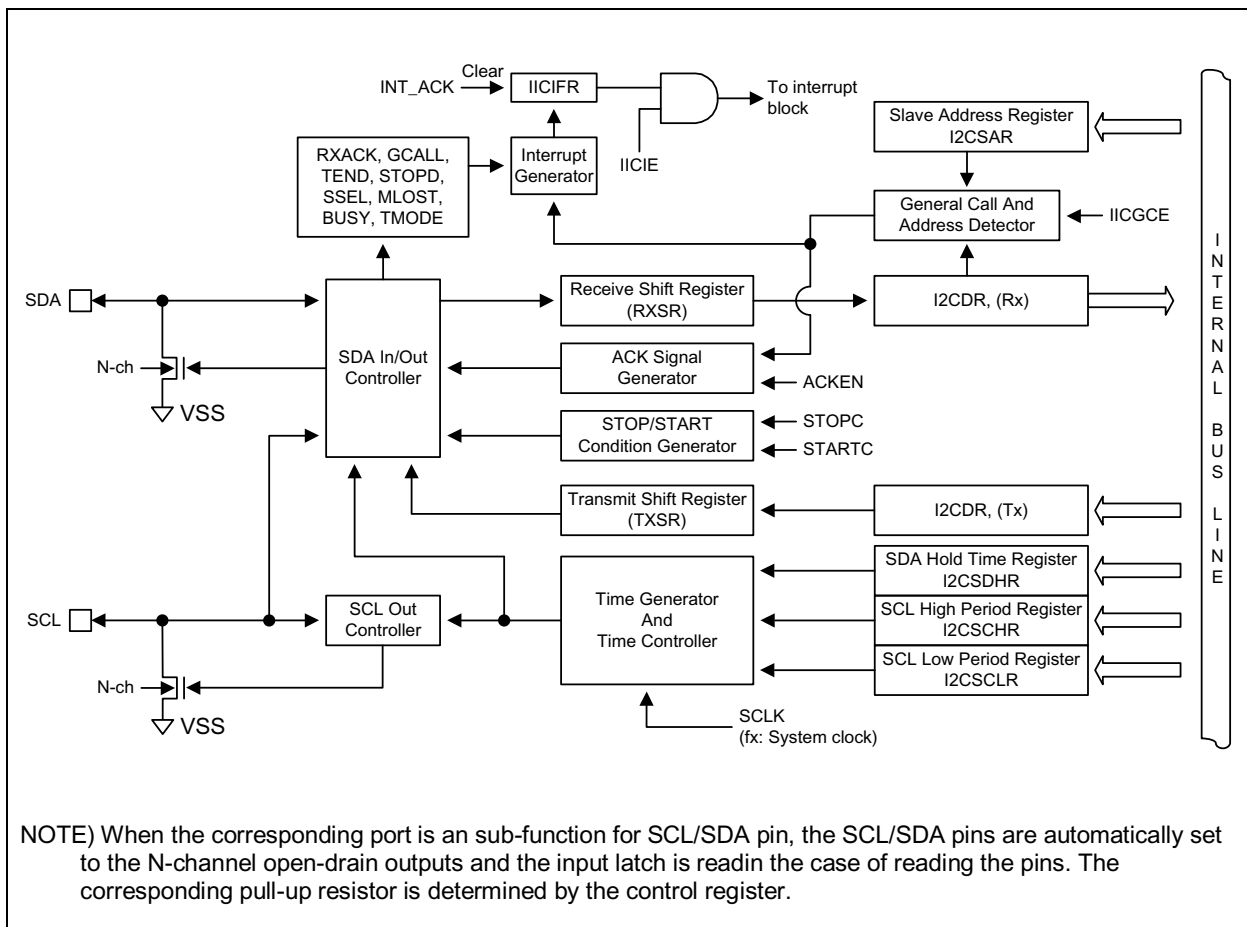 Clear
INT_ACK
IICIFR
To interrupt
block
IICIE
Interrupt
Generator
RXACK, GCALL,
TEND, STOPD,
SSEL, MLOST,
BUSY, TMODE
Slave Address Register
I2CSAR
General Call And
Address Detector
IICGCE
SDA
N-ch
VSS
SDA In/Out
Controller
Receive Shift Register
(RXSR)
I2CDR, (Rx)
ACK Signal
Generator
ACKEN
STOP/START
Condition Generator
STOPC
STARTC
Transmit Shift Register
(TXSR)
I2CDR, (Tx)
SDA Hold Time Register
I2CSDHR
SCL High Period Register
I2CSCHR
SCL Low Period Register
I2CSCLR
Time Generator
And
Time Controller
SCL
SCL Out
Controller
N-ch
VSS
SCLK
(fx: System clock)
INTERNAL BUS LINE
NOTE) When the corresponding port is an sub-function for SCL/SDA pin, the SCL/SDA pins are automatically set
to the N-channel open-drain outputs and the input latch is readin the case of reading the pins. The
corresponding pull-up resistor is determined by the control register.